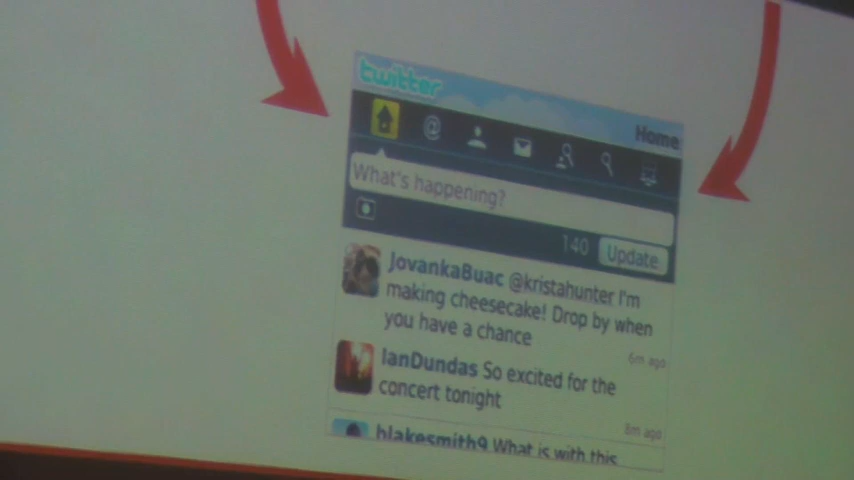 twitter
Home
@
What's happening?
140 Update
JovankaBuac @kristahunter I'm
making cheesecake! Drop by when
you have a chance
6m ago
IanDundas So excited for the
concert tonight
8m ago
blakesmith9 What is with this